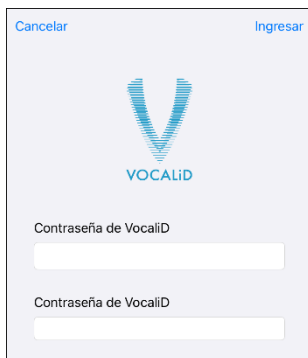 Cancelar
Ingresar
VOCALiD
Contraseña de VocaliD
Contraseña de VocaliD